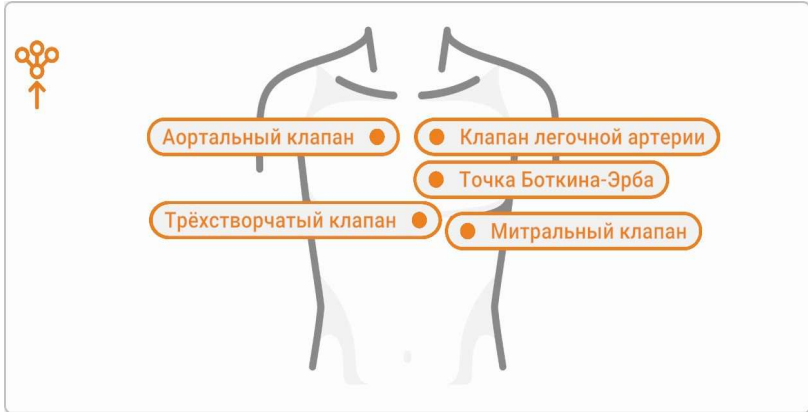 Аортальный клапан
Клапан легочной артерии
Точка Боткина-Эрба
Трёхстворчатый клапан
Митральный клапан